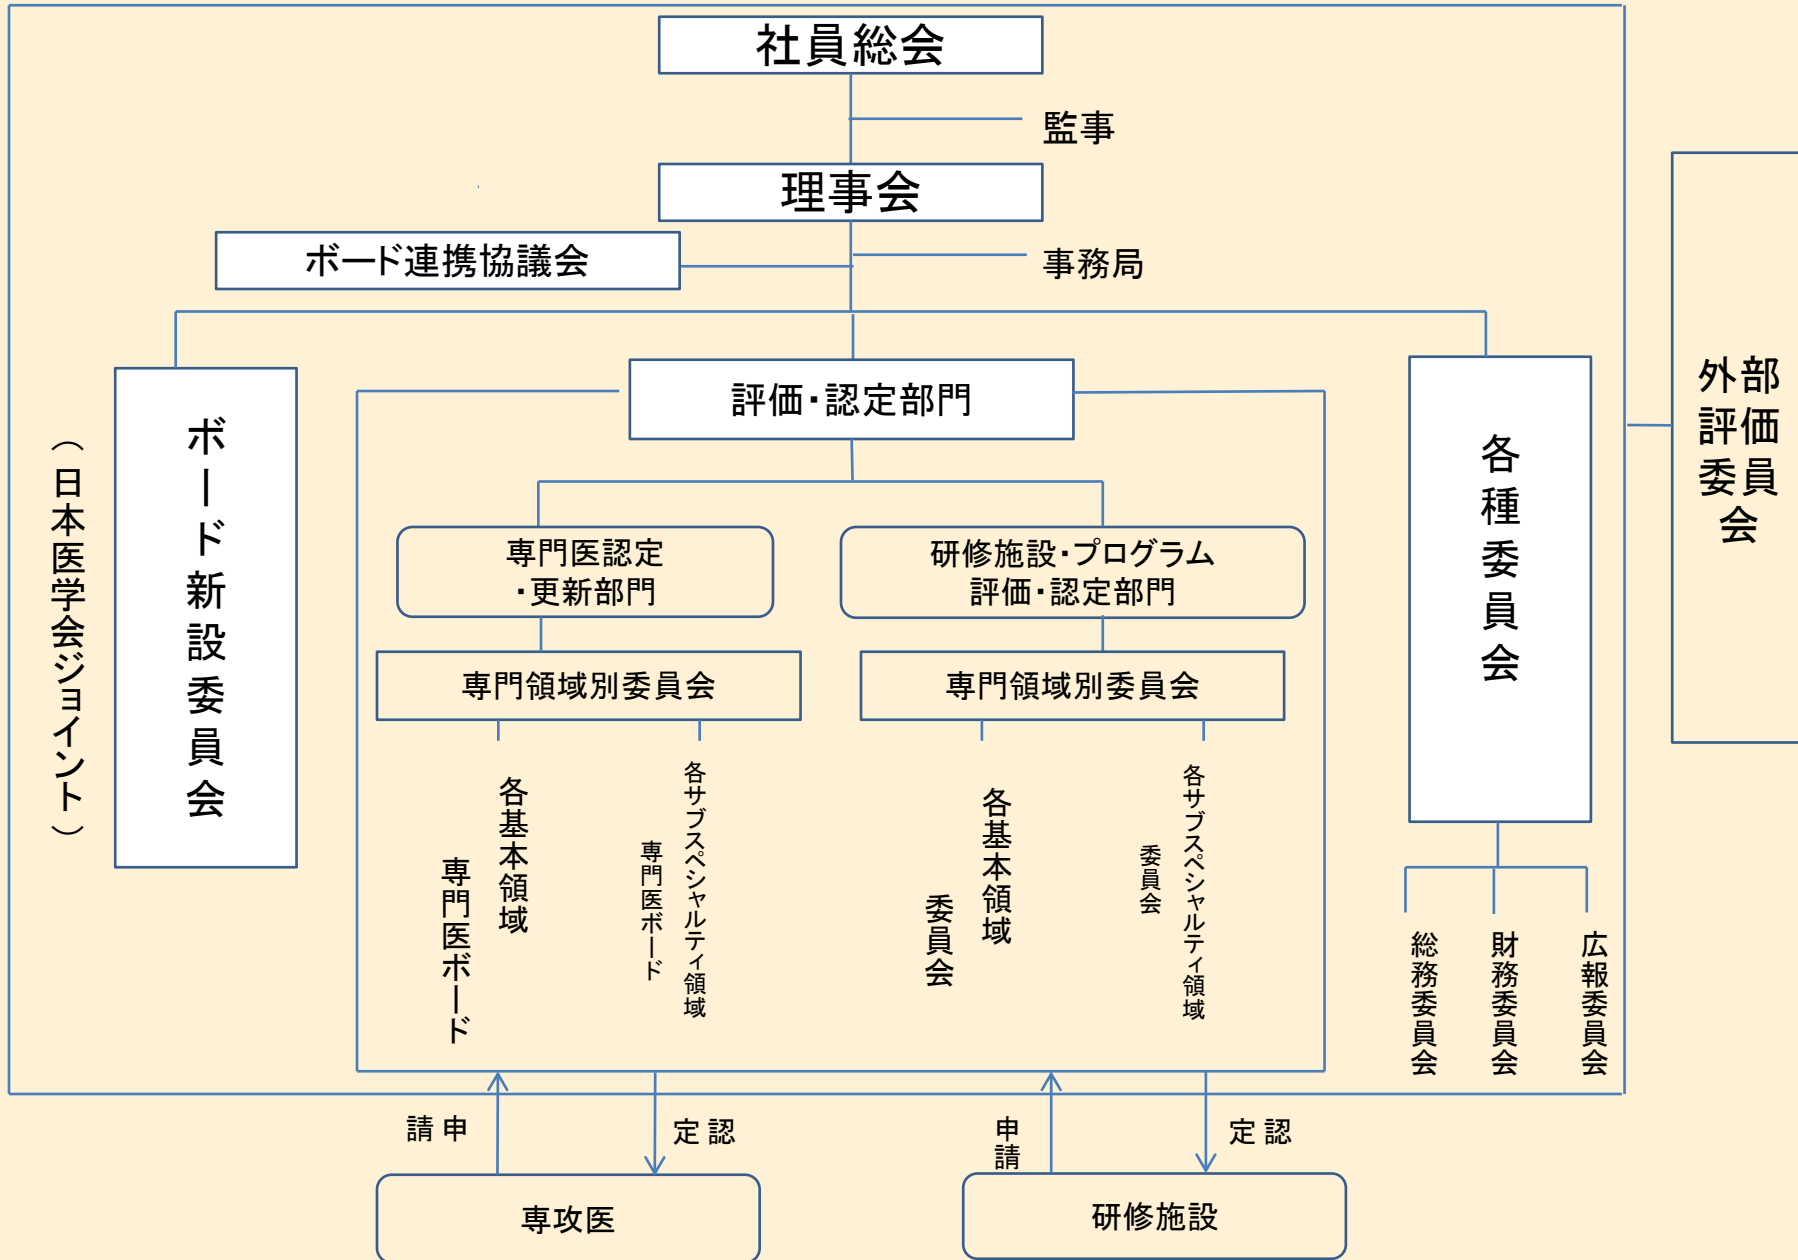 社員総会
監事
理事会
ボード連携協議会
事務局
評価・認定部門
ボード新設委員会
（日本医学会ジョイント）
専門医認定
・更新部門
研修施設・プログラム
評価・認定部門
専門領域別委員会
専門領域別委員会
各基本領域
専門医ボード
各サブスペシャルティ領域
専門医ボード
各基本領域
委員会
各サブスペシャルティ領域
委員会
各種委員会
総務委員会
財務委員会
広報委員会
外部
評価
委員
会
請申
定認
申
請
定認
専攻医
研修施設